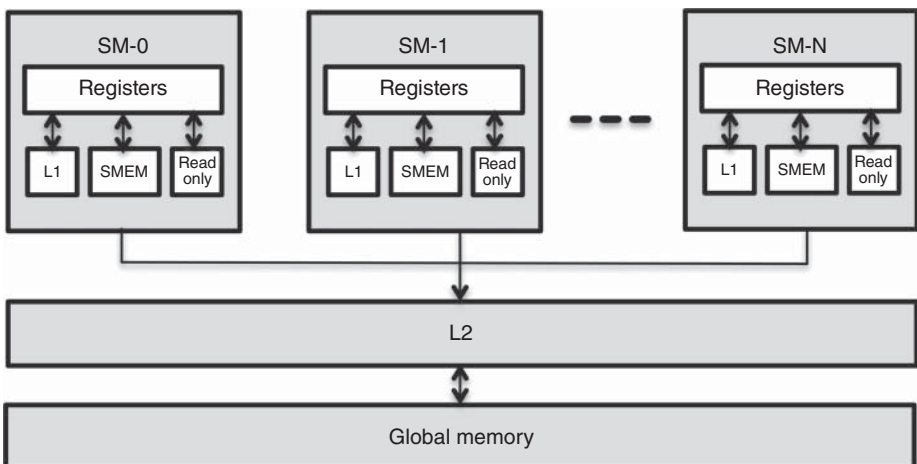 SM-0
Registers
L1
SMEM
Read
only
SM-1
Registers
L1
SMEM
Read
only
SM-N
Registers
L1
SMEM
Read
only
L2
Global memory